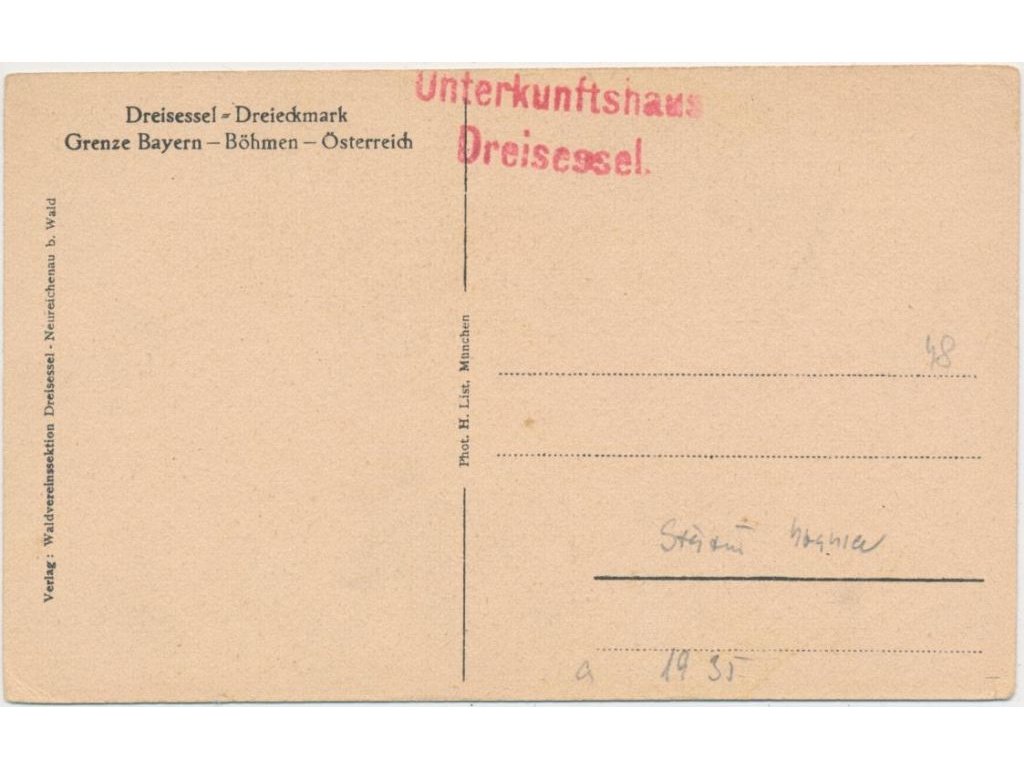 Dreisessel - Dreieckmark
Grenze Bayern – Böhmen – Österreich
Unterkunftshaus
Dreisessel.
Verlag: Waldvereinssektion Dreisessel - Neureichenau b. Wald
Phot. H. List, München
48
a 1935